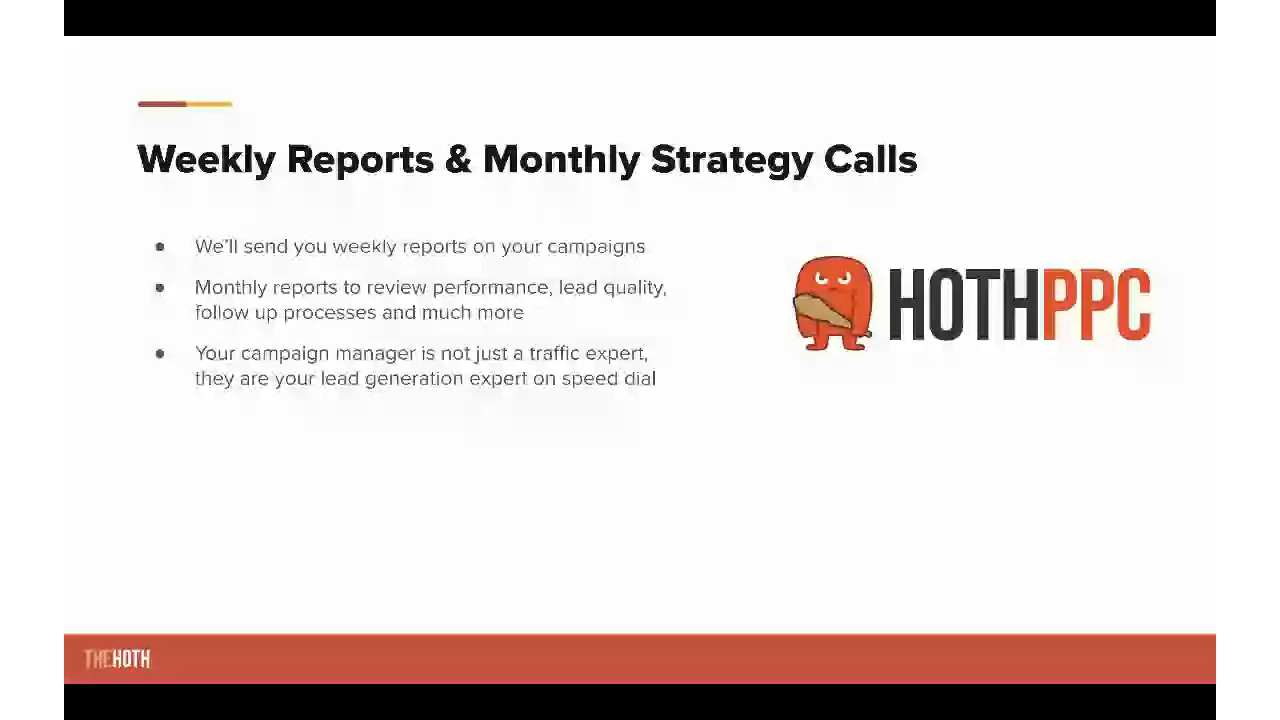 Weekly Reports & Monthly Strategy Calls
● We'll send you weekly reports on your campaigns
● Monthly reports to review performance, lead quality,
follow up processes and much more
● Your campaign manager is not just a traffic expert,
they are your lead generation expert on speed dial
HOTHPPC
THEHOTH